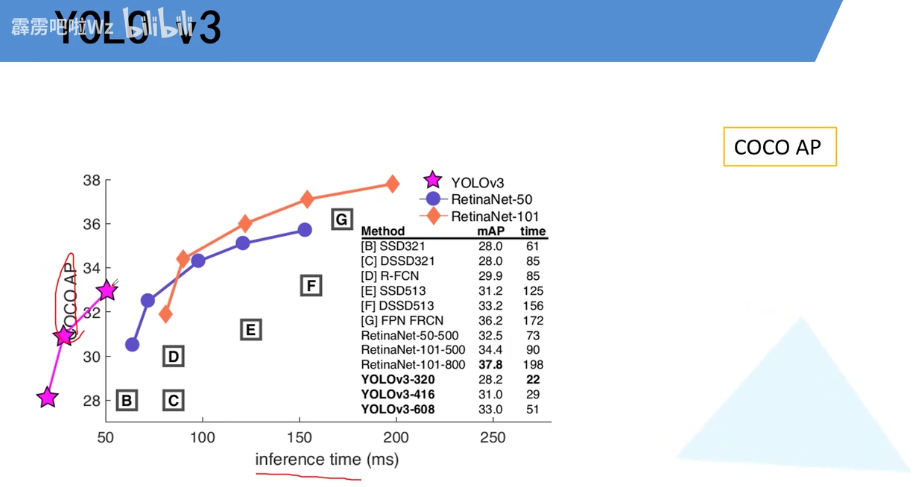 霹雳吧啦Wz bilibili
YOLO v3
COCO AP
38
36
34
32
30
28
COCO AP
50
100
150
200
250
inference time (ms)
B
C
D
E
F
G
YOLOv3
RetinaNet-50
RetinaNet-101
Method mAP time
[B] SSD321 28.0 61
[C] DSSD321 28.0 85
[D] R-FCN 29.9 85
[E] SSD513 31.2 125
[F] DSSD513 33.2 156
[G] FPN FRCN 36.2 172
RetinaNet-50-500 32.5 73
RetinaNet-101-500 34.4 90
RetinaNet-101-800 37.8 198
YOLOv3-320 28.2 22
YOLOv3-416 31.0 29
YOLOv3-608 33.0 51